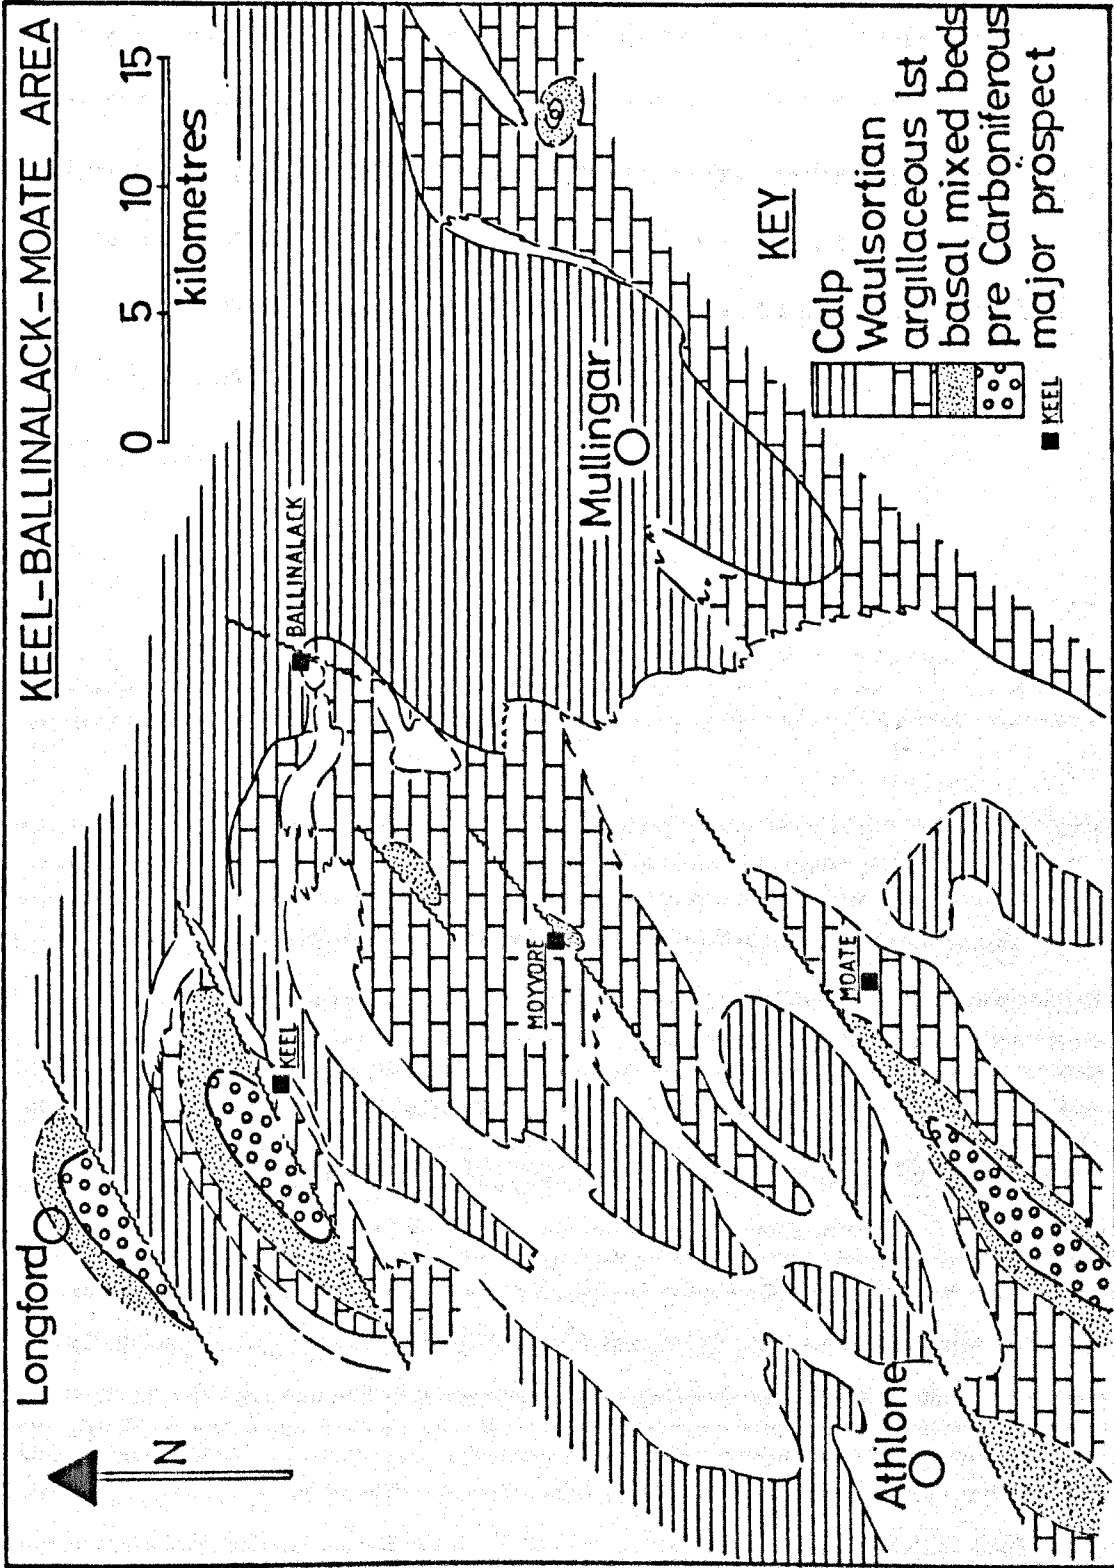 KEEL-BALLINALACK-MOATE AREA
0 5 10 15
kilometres
Longford
N
BALLINALACK
KEEL
MOYVORE
Mullingar
MOATE
Athlone
KEY
Calp
Waulsortian
argillaceous lst
basal mixed beds
pre Carboniferous
KEEL major prospect